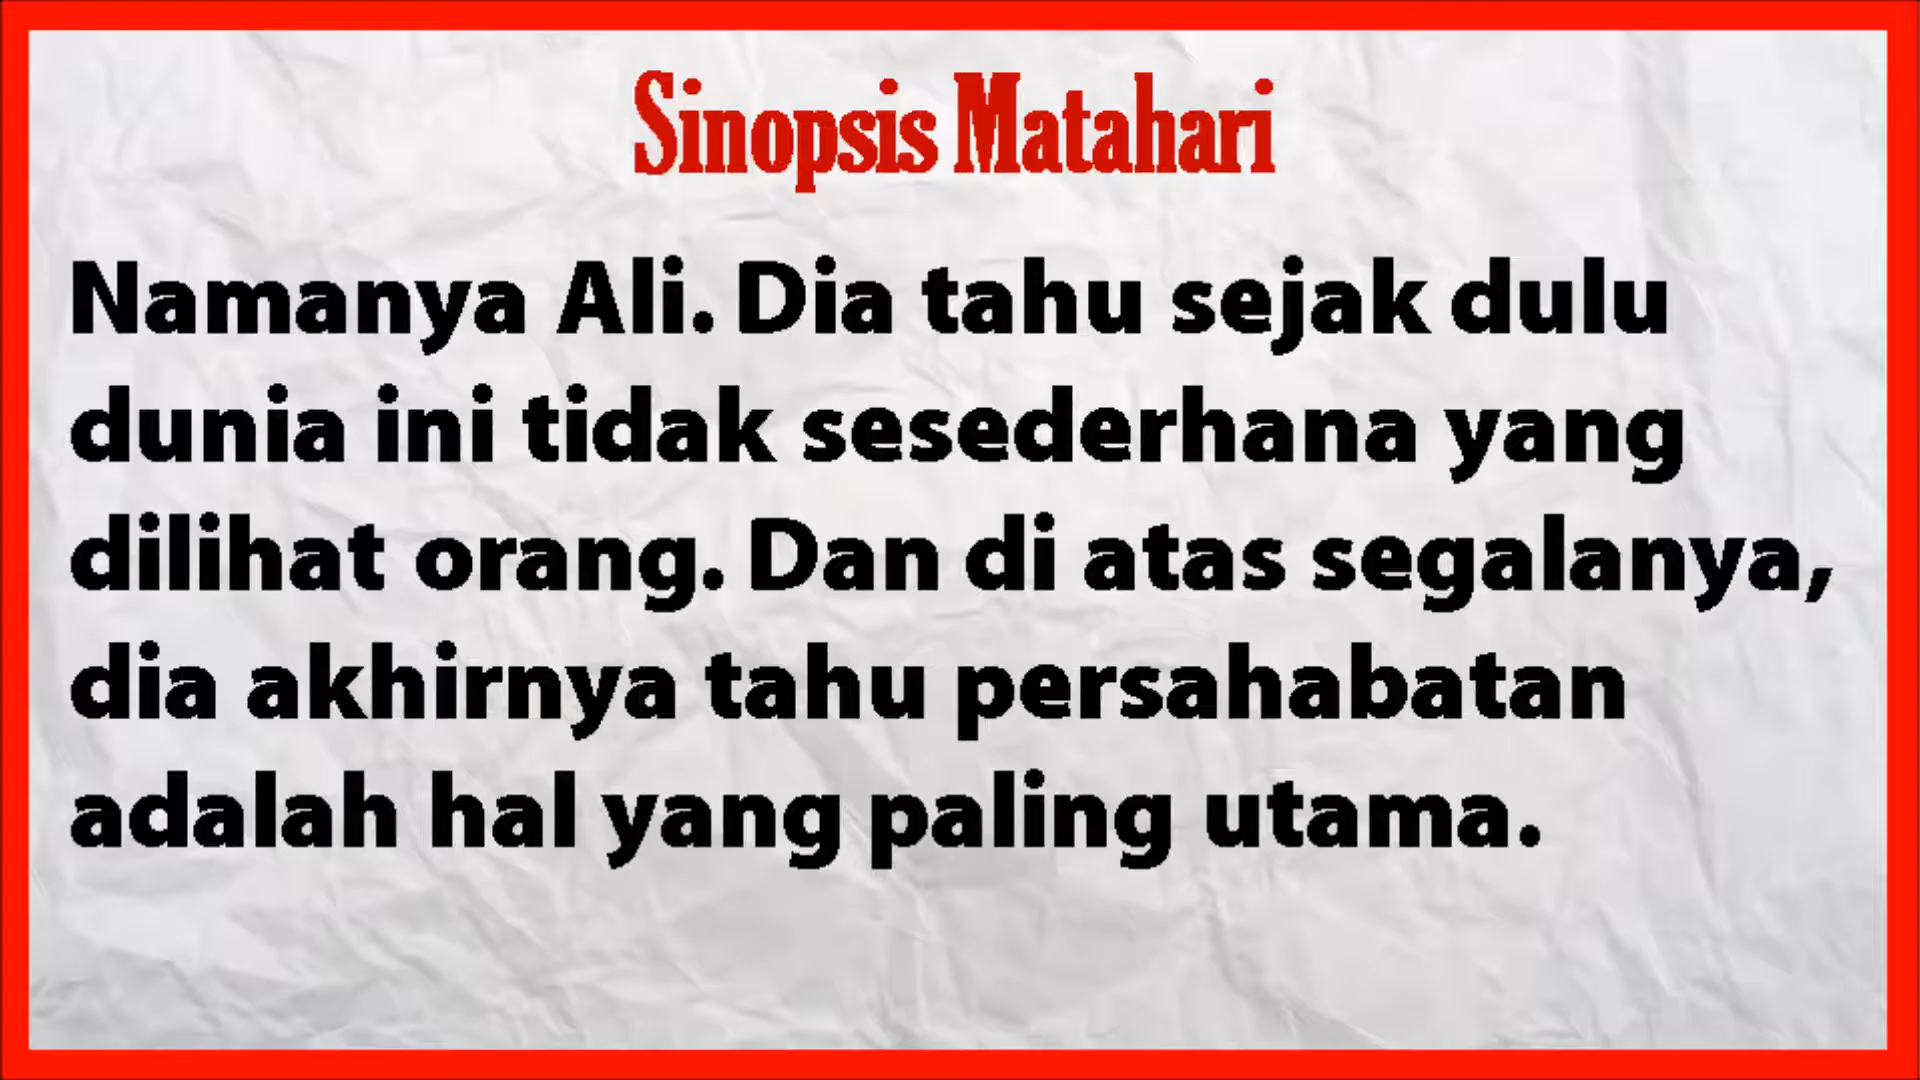 Sinopsis Matahari
Namanya Ali. Dia tahu sejak dulu
dunia ini tidak sesederhana yang
dilihat orang. Dan di atas segalanya,
dia akhirnya tahu persahabatan
adalah hal yang paling utama.